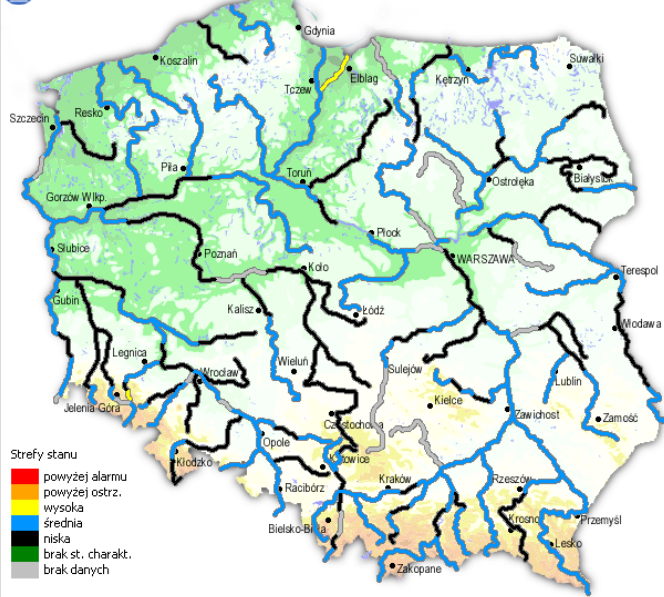 Gdynia
Koszalin
Suwałki
Elbląg
Kętrzyn
Tczew
Resko
Szczecin
Piła
Toruń
Ostrołęka
Białystok
Gorzów Wlkp.
Płock
Słubice
Poznań
WARSZAWA
Koło
Terespol
Gubin
Kalisz
Łódź
Włodawa
Legnica
Wieluń
Sulejów
Wrocław
Lublin
Jelenia Góra
Kielce
Zawichost
Zamość
Częstochowa
Opole
Strefy stanu
Kłodzko
Katowice
powyżej alarmu
Kraków
Rzeszów
powyżej ostrz.
Racibórz
wysoka
Bielsko-Biała
Krosno
Przemyśl
średnia
niska
Lesko
brak st. charakt.
Zakopane
brak danych